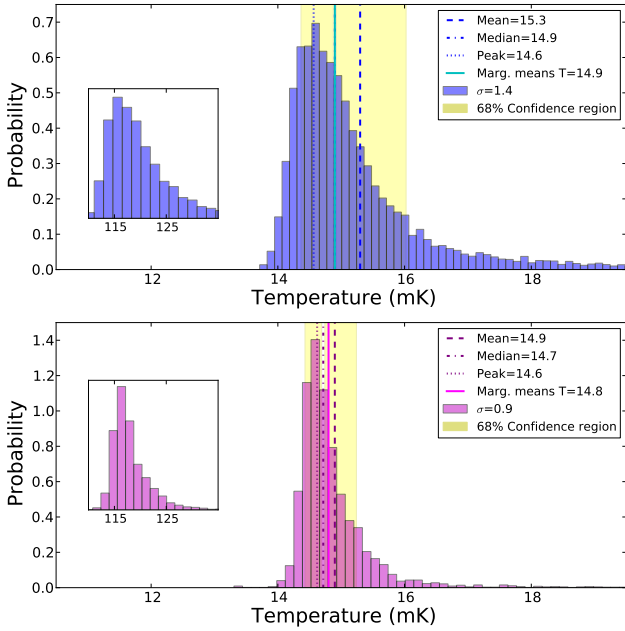 0.7
0.6
0.5
0.4
0.3
0.2
0.1
0.0
Probability
115 125
12 14 16 18
Temperature (mK)
Mean=15.3
Median=14.9
Peak=14.6
Marg. means T=14.9
σ=1.4
68% Confidence region
1.4
1.2
1.0
0.8
0.6
0.4
0.2
0.0
Probability
115 125
12 14 16 18
Temperature (mK)
Mean=14.9
Median=14.7
Peak=14.6
Marg. means T=14.8
σ=0.9
68% Confidence region